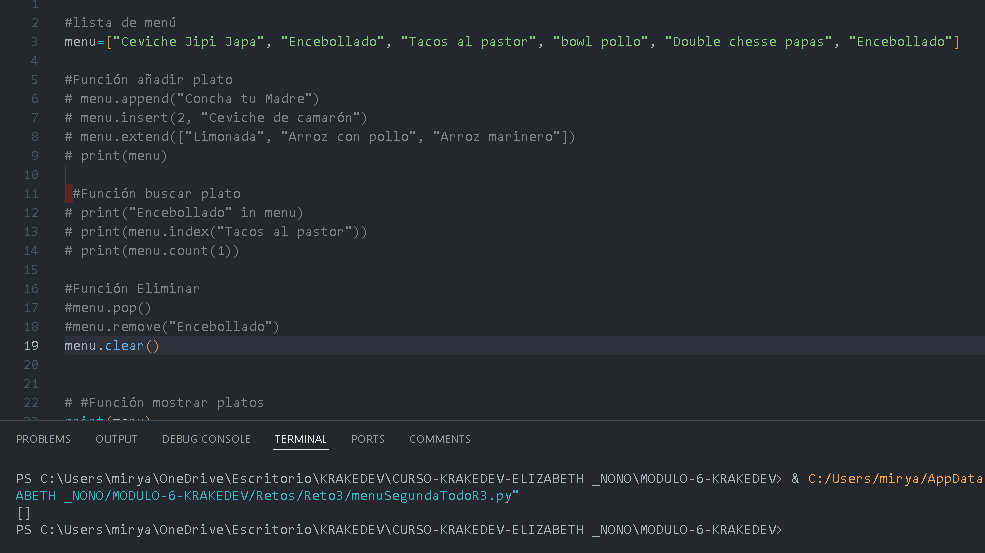 1
2 #lista de menú
3 menu=["Ceviche Jipi Japa", "Encebollado", "Tacos al pastor", "bowl pollo", "Double chesse papas", "Encebollado"]
4
5 #Función añadir plato
6 # menu.append("Concha tu Madre")
7 # menu.insert(2, "Ceviche de camarón")
8 # menu.extend(["Limonada", "Arroz con pollo", "Arroz marinero"])
9 # print(menu)
10
11 #Función buscar plato
12 # print("Encebollado" in menu)
13 # print(menu.index("Tacos al pastor"))
14 # print(menu.count(1))
15
16 #Función Eliminar
17 #menu.pop()
18 #menu.remove("Encebollado")
19 menu.clear()
20
21
22 # #Función mostrar platos
23 print(menu)
PROBLEMS OUTPUT DEBUG CONSOLE TERMINAL PORTS COMMENTS
PS C:\Users\mirya\OneDrive\Escritorio\KRAKEDEV\CURSO-KRAKEDEV-ELIZABETH _NONO\MODULO-6-KRAKEDEV> & C:/Users/mirya/AppData
ABETH _NONO/MODULO-6-KRAKEDEV/Retos/Reto3/menuSegundaTodoR3.py"
[]
PS C:\Users\mirya\OneDrive\Escritorio\KRAKEDEV\CURSO-KRAKEDEV-ELIZABETH _NONO\MODULO-6-KRAKEDEV>